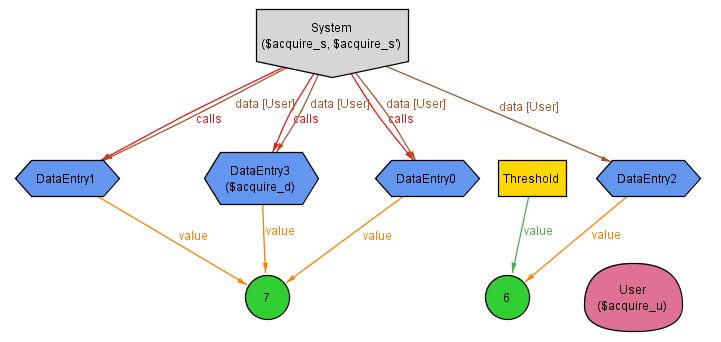 System
($acquire_s, $acquire_s')
data [User]
data [User]
data [User]
data [User]
calls
calls
calls
DataEntry1
DataEntry3
($acquire_d)
DataEntry0
Threshold
DataEntry2
value
value
value
value
value
7
6
User
($acquire_u)